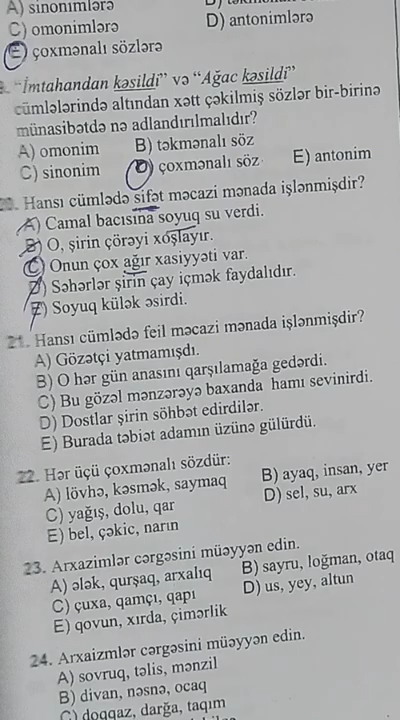 A) sinonimlərə
C) omonimlərə
D) antonimlərə
E) çoxmənalı sözlərə
“İmtahandan kəsildi” və “Ağac kəsildi”
cümlələrində altından xətt çəkilmiş sözlər bir-birinə
münasibətdə nə adlandırılmalıdır?
A) omonim B) təkmənalı söz
C) sinonim D) çoxmənalı söz E) antonim
20. Hansı cümlədə sifət məcazi mənada işlənmişdir?
A) Camal bacısına soyuq su verdi.
B) O, şirin çörəyi xoşlayır.
C) Onun çox ağır xasiyyəti var.
D) Səhərlər şirin çay içmək faydalıdır.
E) Soyuq külək əsirdi.
21. Hansı cümlədə feil məcazi mənada işlənmişdir?
A) Gözətçi yatmamışdı.
B) O hər gün anasını qarşılamağa gedərdi.
C) Bu gözəl mənzərəyə baxanda hamı sevinirdi.
D) Dostlar şirin söhbət edirdilər.
E) Burada təbiət adamın üzünə gülürdü.
22. Hər üçü çoxmənalı sözdür:
A) lövhə, kəsmək, saymaq B) ayaq, insan, yer
C) yağış, dolu, qar D) sel, su, arx
E) bel, çəkic, narın
23. Arxazimlər cərgəsini müəyyən edin.
A) ələk, qurşaq, arxalıq B) sayru, loğman, otaq
C) çuxa, qamçı, qapı D) us, yey, altun
E) qovun, xırda, çimərlik
24. Arxaizmlər cərgəsini müəyyən edin.
A) sovruq, təlis, mənzil
B) divan, nəsnə, ocaq
C) doqqaz, darğa, taqım